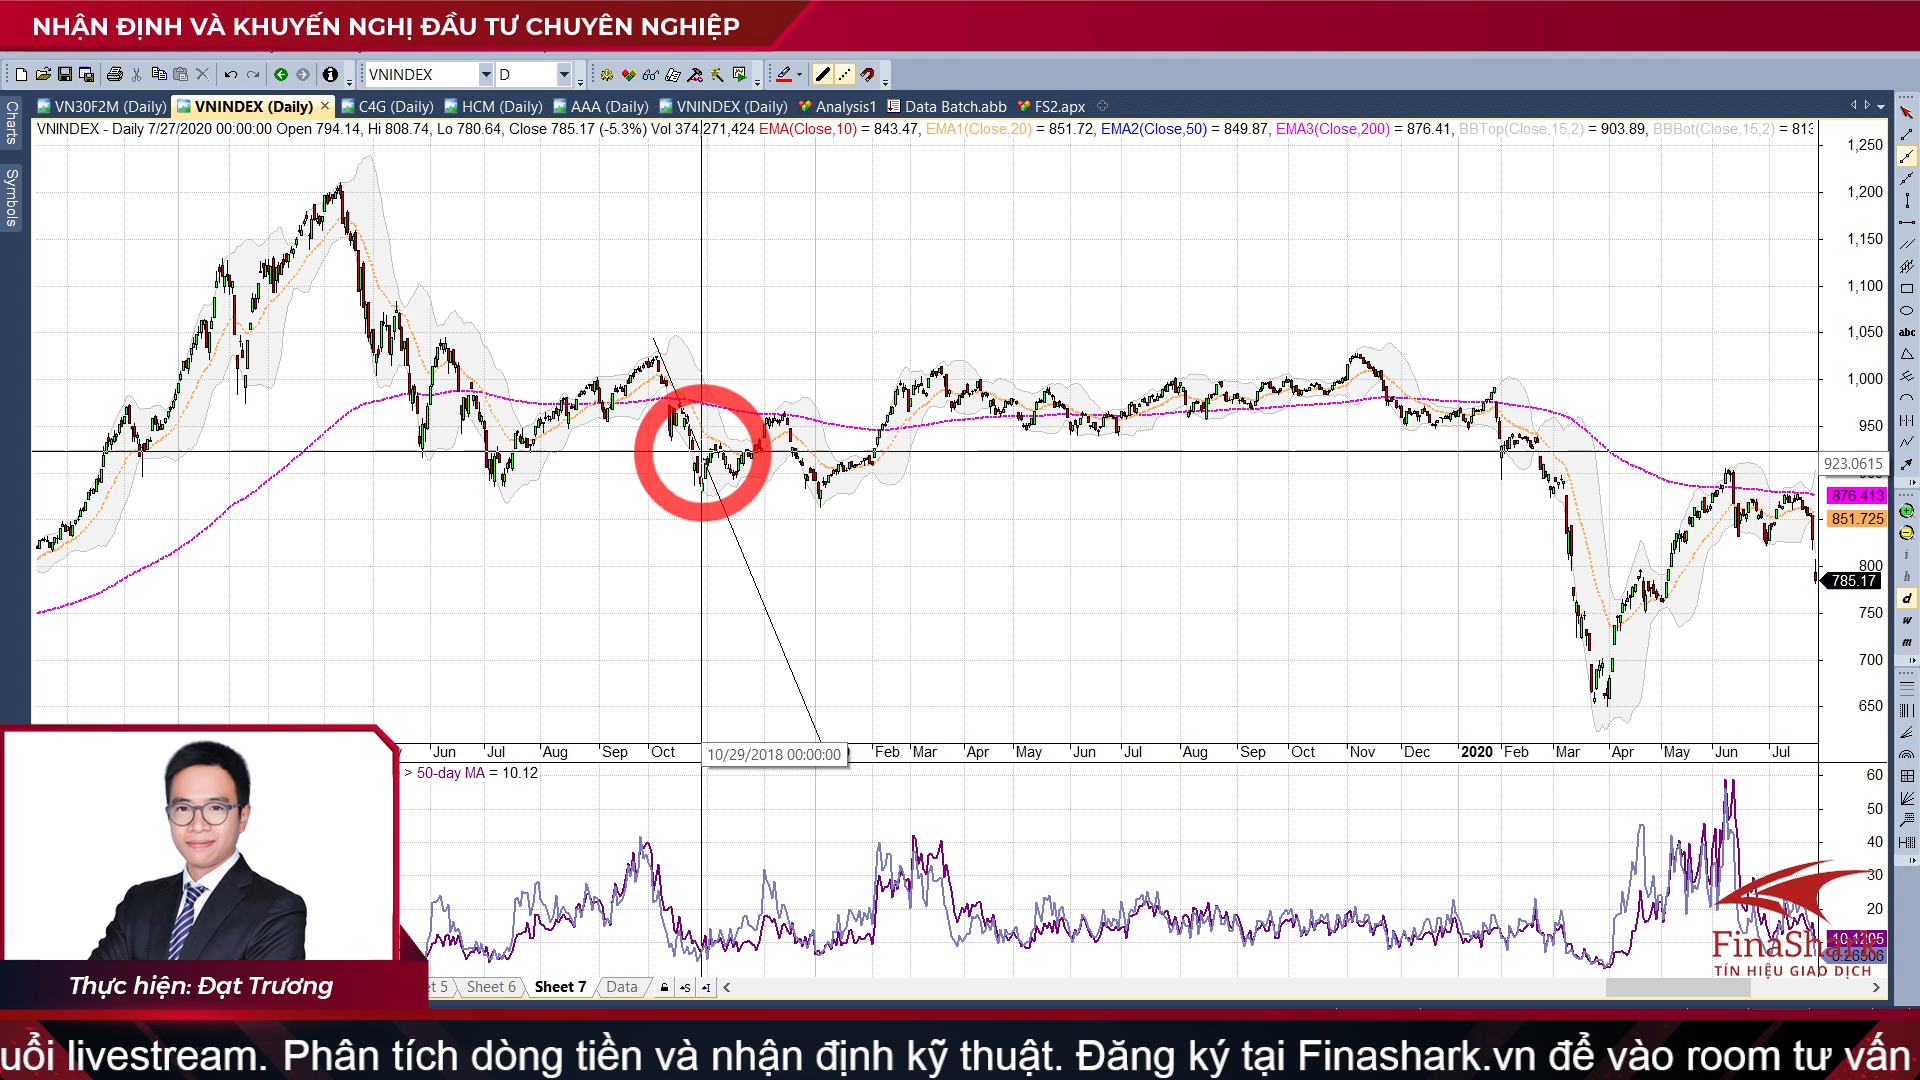 NHẬN ĐỊNH VÀ KHUYẾN NGHỊ ĐẦU TƯ CHUYÊN NGHIỆP
VNINDEX D
Charts
Symbols
VN30F2M (Daily) VNINDEX (Daily) C4G (Daily) HCM (Daily) AAA (Daily) VNINDEX (Daily) Analysis1 Data Batch.abb FS2.apx
VNINDEX - Daily 7/27/2020 00:00:00 Open 794.14, Hi 808.74, Lo 780.64, Close 785.17 (-5.3%) Vol 374,271,424 EMA(Close,10) = 843.47, EMA1(Close,20) = 851.72, EMA2(Close,50) = 849.87, EMA3(Close,200) = 876.41, BBTop(Close,15,2) = 903.89, BBBot(Close,15,2) = 813
1,250
1,200
1,150
1,100
1,050
1,000
950
923.0615
876.413
851.725
800
785.17
750
700
650
abc
d
w
m
Jun Jul Aug Sep Oct 10/29/2018 00:00:00 Feb Mar Apr May Jun Jul Aug Sep Oct Nov Dec 2020 Feb Mar Apr May Jun Jul
> 50-day MA = 10.12
60
50
40
30
20
10.1205
FinaShark
TÍN HIỆU GIAO DỊCH
Thực hiện: Đạt Trương
et 5 Sheet 6 Sheet 7 Data
uổi livestream. Phân tích dòng tiền và nhận định kỹ thuật. Đăng ký tại Finashark.vn để vào room tư vấn